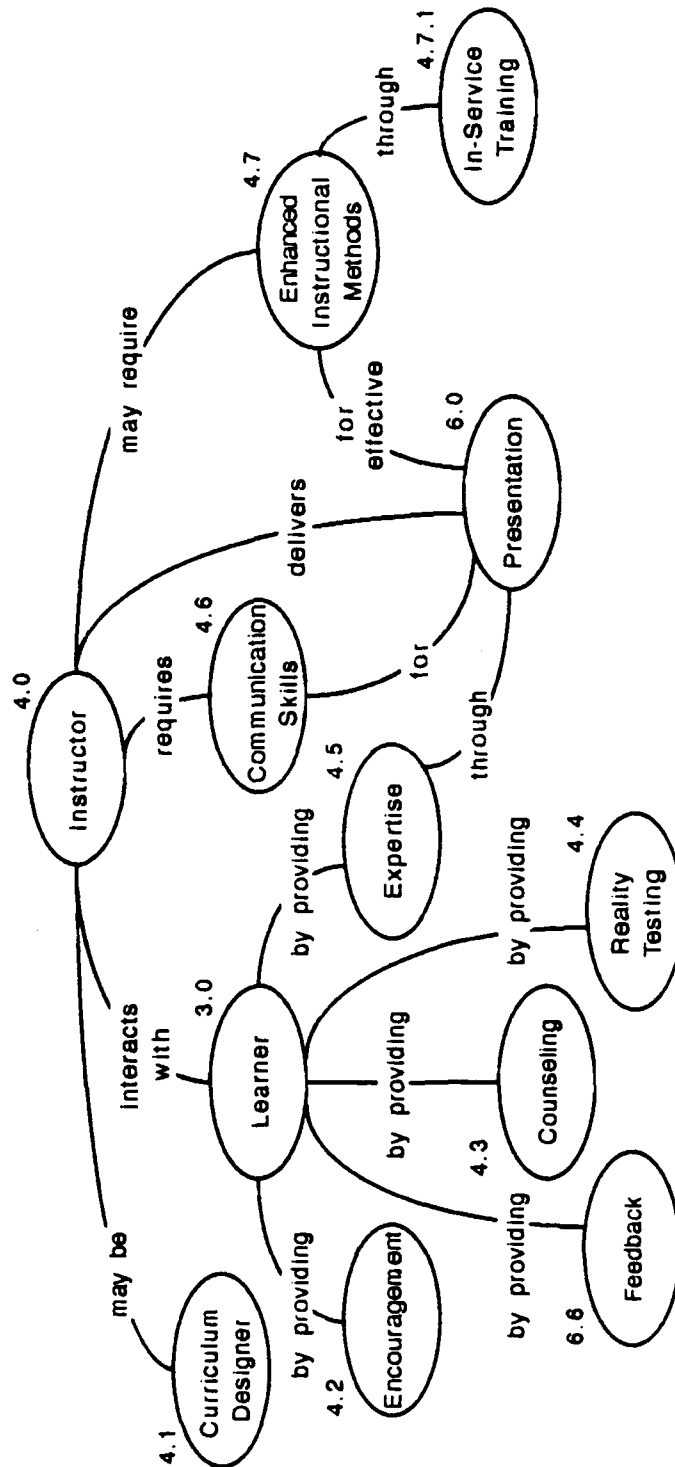 4.0
Instructor
may be
interacts
with
requires
delivers
may require
4.1
Curriculum
Designer
3.0
Learner
4.6
Communication
Skills
4.7
Enhanced
Instructional
Methods
by providing
by providing
by providing
by providing
by providing
for
for
effective
through
4.2
Encouragement
4.5
Expertise
through
6.0
Presentation
4.7.1
In-Service
Training
6.6
Feedback
4.3
Counseling
4.4
Reality
Testing